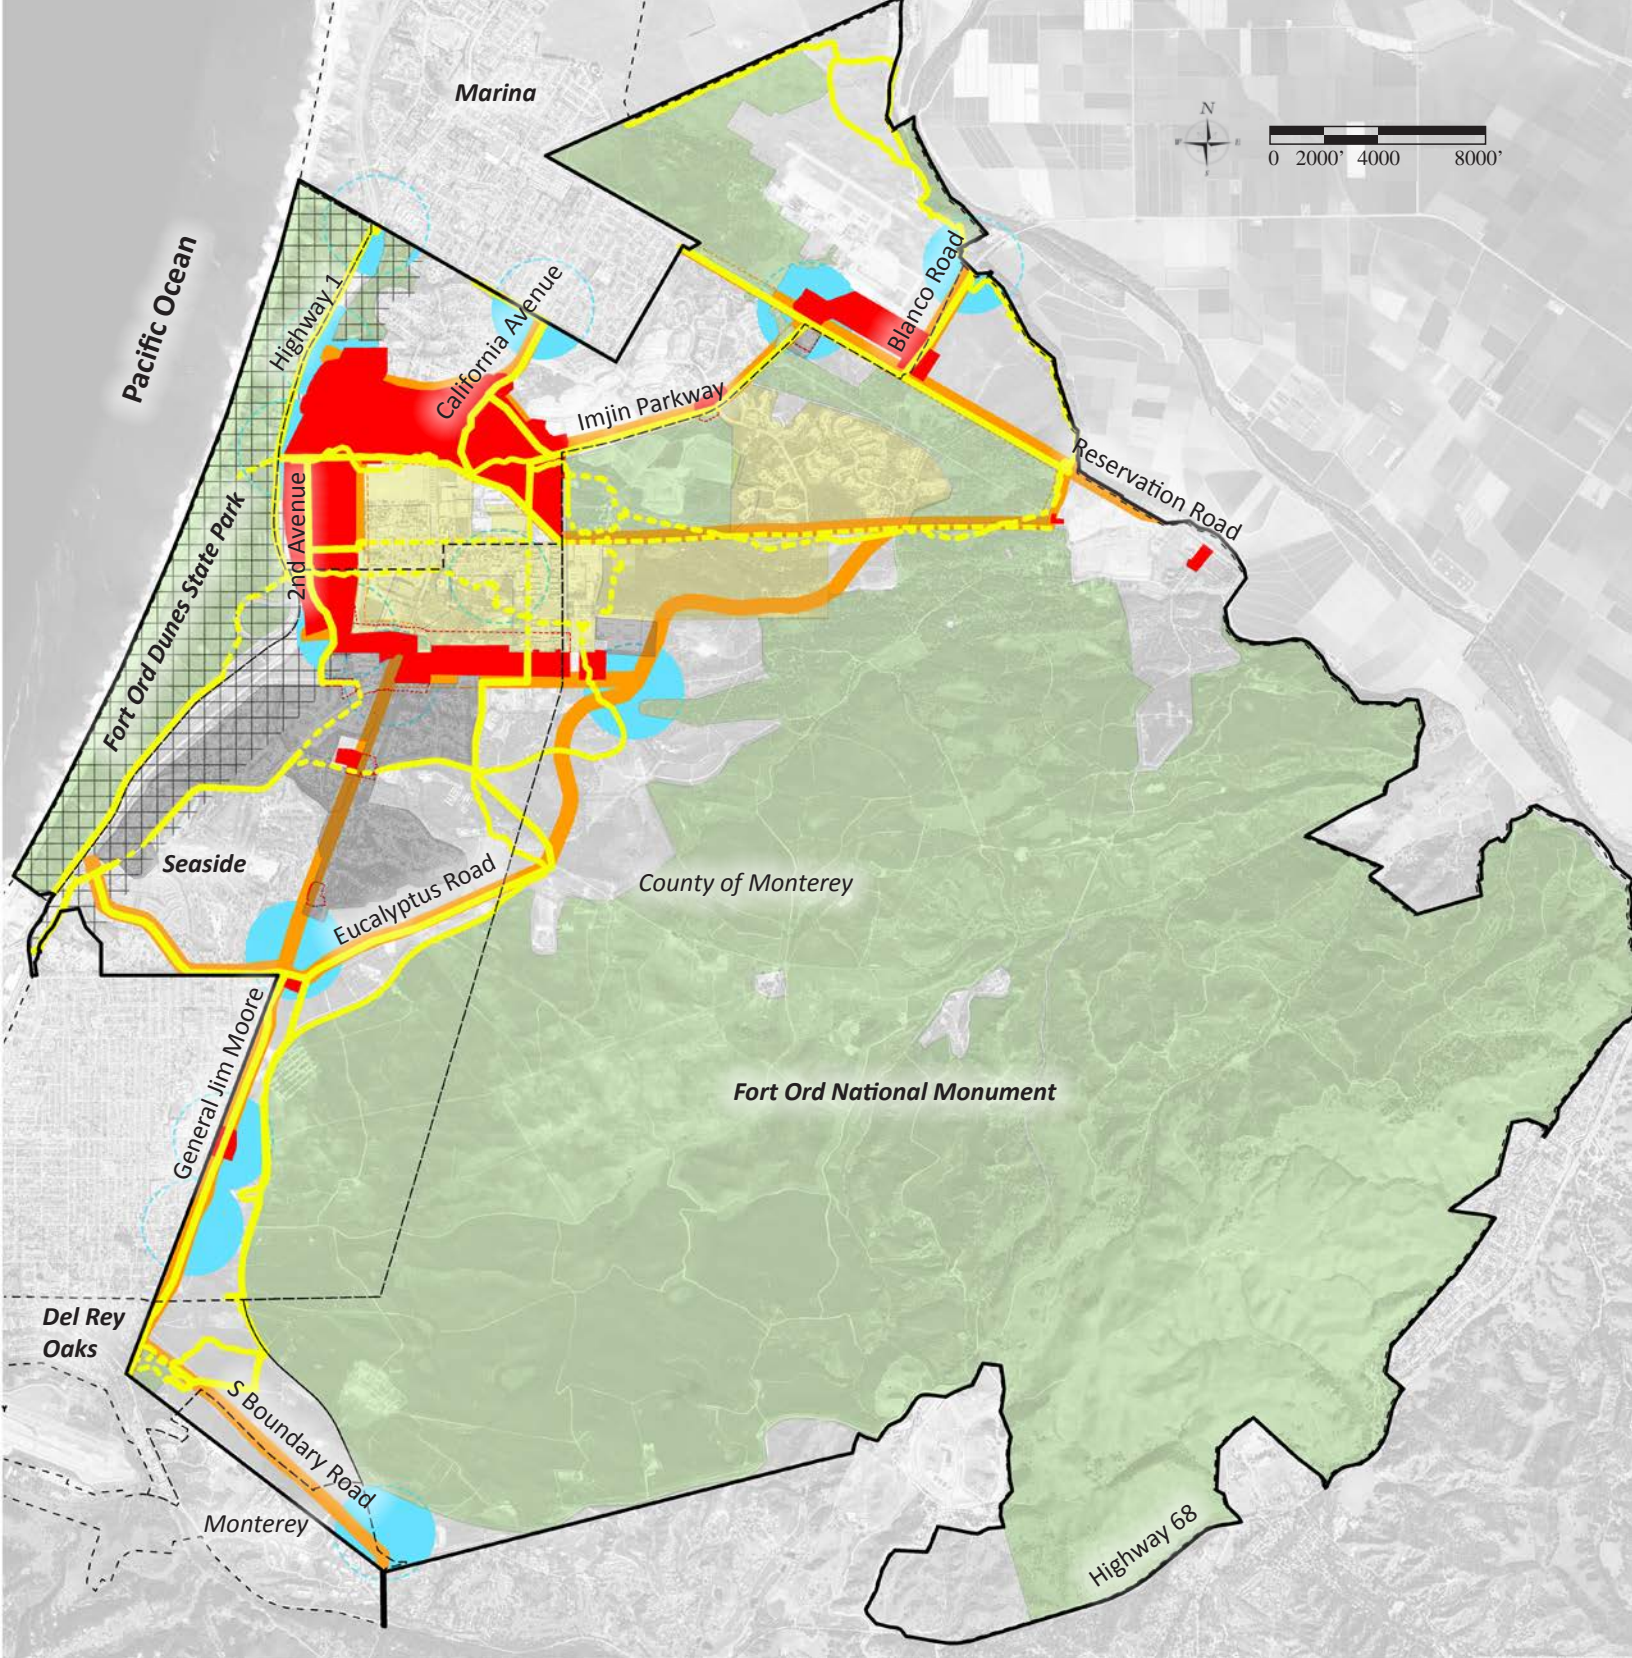 Marina
N
0 2000' 4000 8000'
Pacific Ocean
Highway 1
California Avenue
Blanco Road
Imjin Parkway
Reservation Road
2nd Avenue
Fort Ord Dunes State Park
Seaside
Eucalyptus Road
County of Monterey
General Jim Moore
Fort Ord National Monument
Del Rey
Oaks
S Boundary Road
Monterey
Highway 68